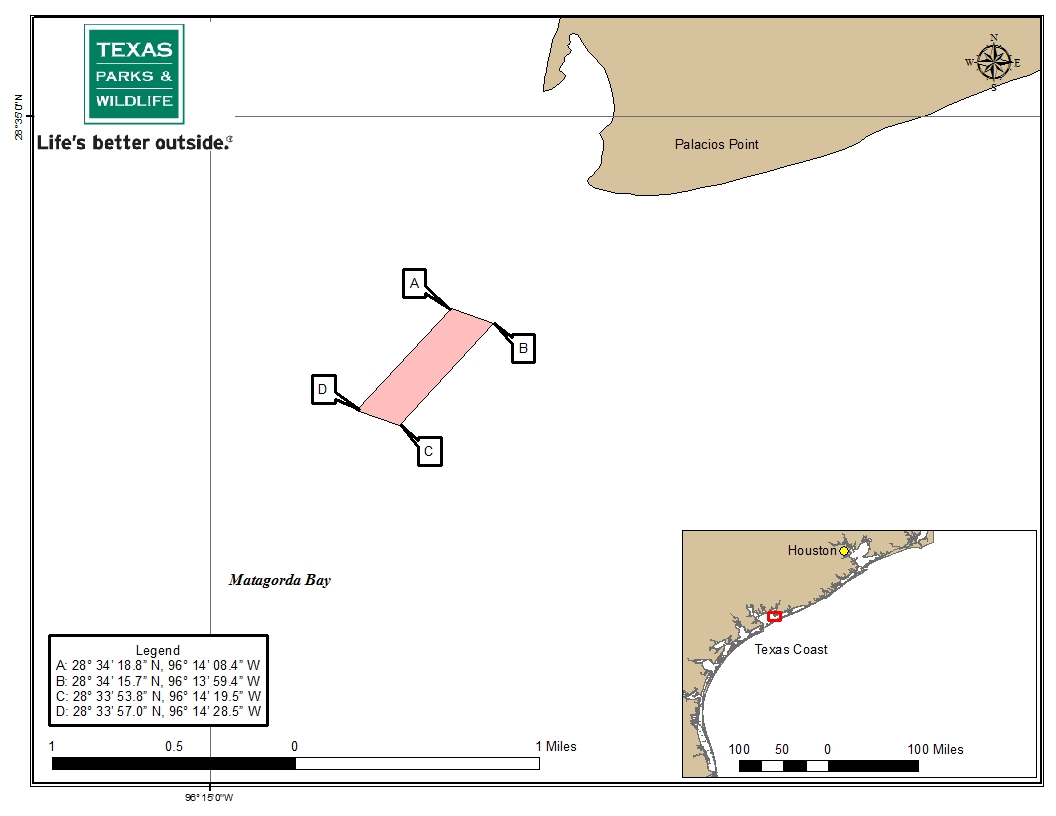 TEXAS
PARKS &
WILDLIFE
Life's better outside.®
28°35'0"N
N
W E
S
Palacios Point
A
B
D
C
Matagorda Bay
Houston
Texas Coast
100 50 0 100 Miles
Legend
A: 28° 34’ 18.8” N, 96° 14’ 08.4” W
B: 28° 34’ 15.7” N, 96° 13’ 59.4” W
C: 28° 33’ 53.8” N, 96° 14’ 19.5” W
D: 28° 33’ 57.0” N, 96° 14’ 28.5” W
1 0.5 0 1 Miles
96°15'0"W